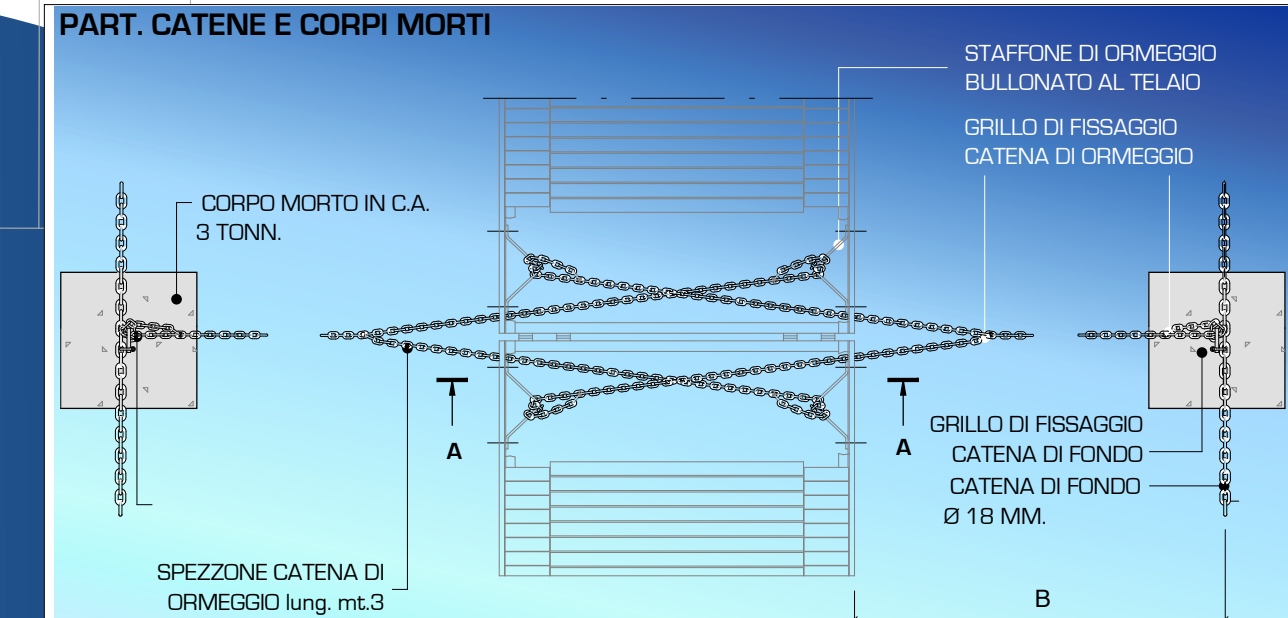 PART. CATENE E CORPI MORTI
STAFFONE DI ORMEGGIO
BULLONATO AL TELAIO
GRILLO DI FISSAGGIO
CATENA DI ORMEGGIO
CORPO MORTO IN C.A.
3 TONN.
A
A
GRILLO DI FISSAGGIO
CATENA DI FONDO
CATENA DI FONDO
Ø 18 MM.
SPEZZONE CATENA DI
ORMEGGIO lung. mt.3
B